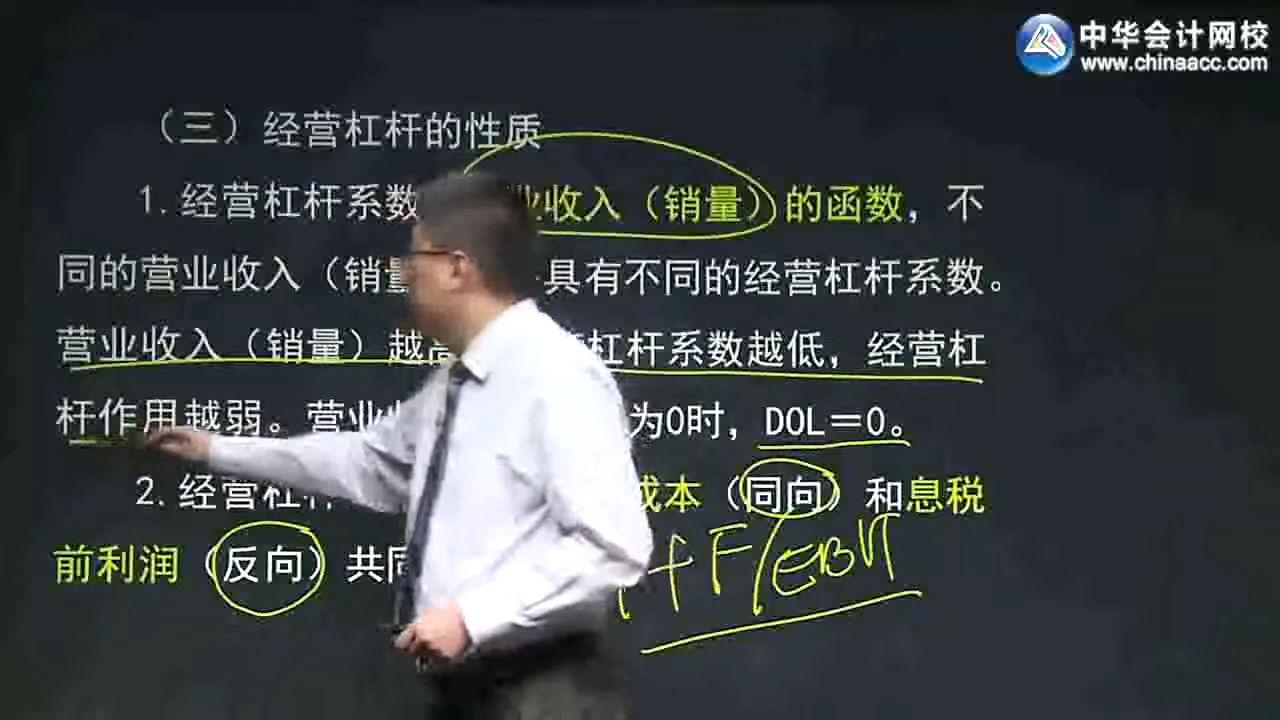 中华会计网校
www.chinaacc.com
（三）经营杠杆的性质
1.经营杠杆系数 业收入（销量）的函数，不
同的营业收入（销量 具有不同的经营杠杆系数。
营业收入（销量）越高 杠杆系数越低，经营杠
杆作用越弱。营业收 为0时，DOL＝0。
2.经营杠杆 成本（同向）和息税
前利润（反向）共同
1+F/EBIT